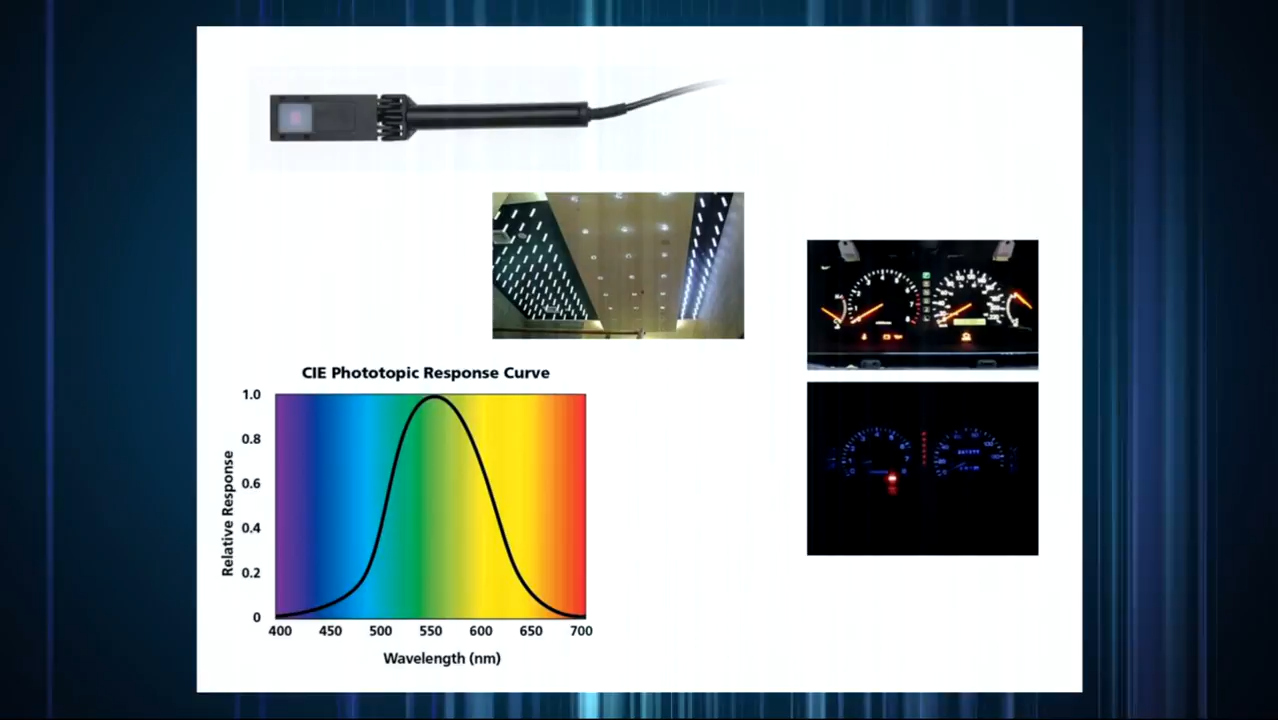 CIE Phototopic Response Curve
1.0
0.8
0.6
0.4
0.2
0
Relative Response
400 450 500 550 600 650 700
Wavelength (nm)